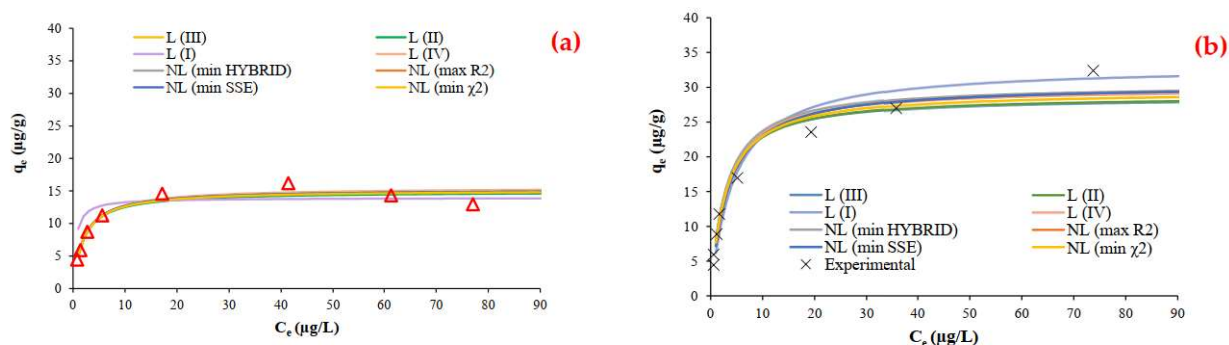 40
35
30
25
20
15
10
5
0
qe (µg/g)
L (III) L (II)
L (I) L (IV)
NL (min HYBRID) NL (max R2)
NL (min SSE) NL (min χ2)
(a)
0 10 20 30 40 50 60 70 80 90
Ce (µg/L)
40
35
30
25
20
15
10
5
0
qe (µg/g)
(b)
L (III) L (II)
L (I) L (IV)
NL (min HYBRID) NL (max R2)
NL (min SSE) NL (min χ2)
Experimental
0 10 20 30 40 50 60 70 80 90
Ce (µg/L)